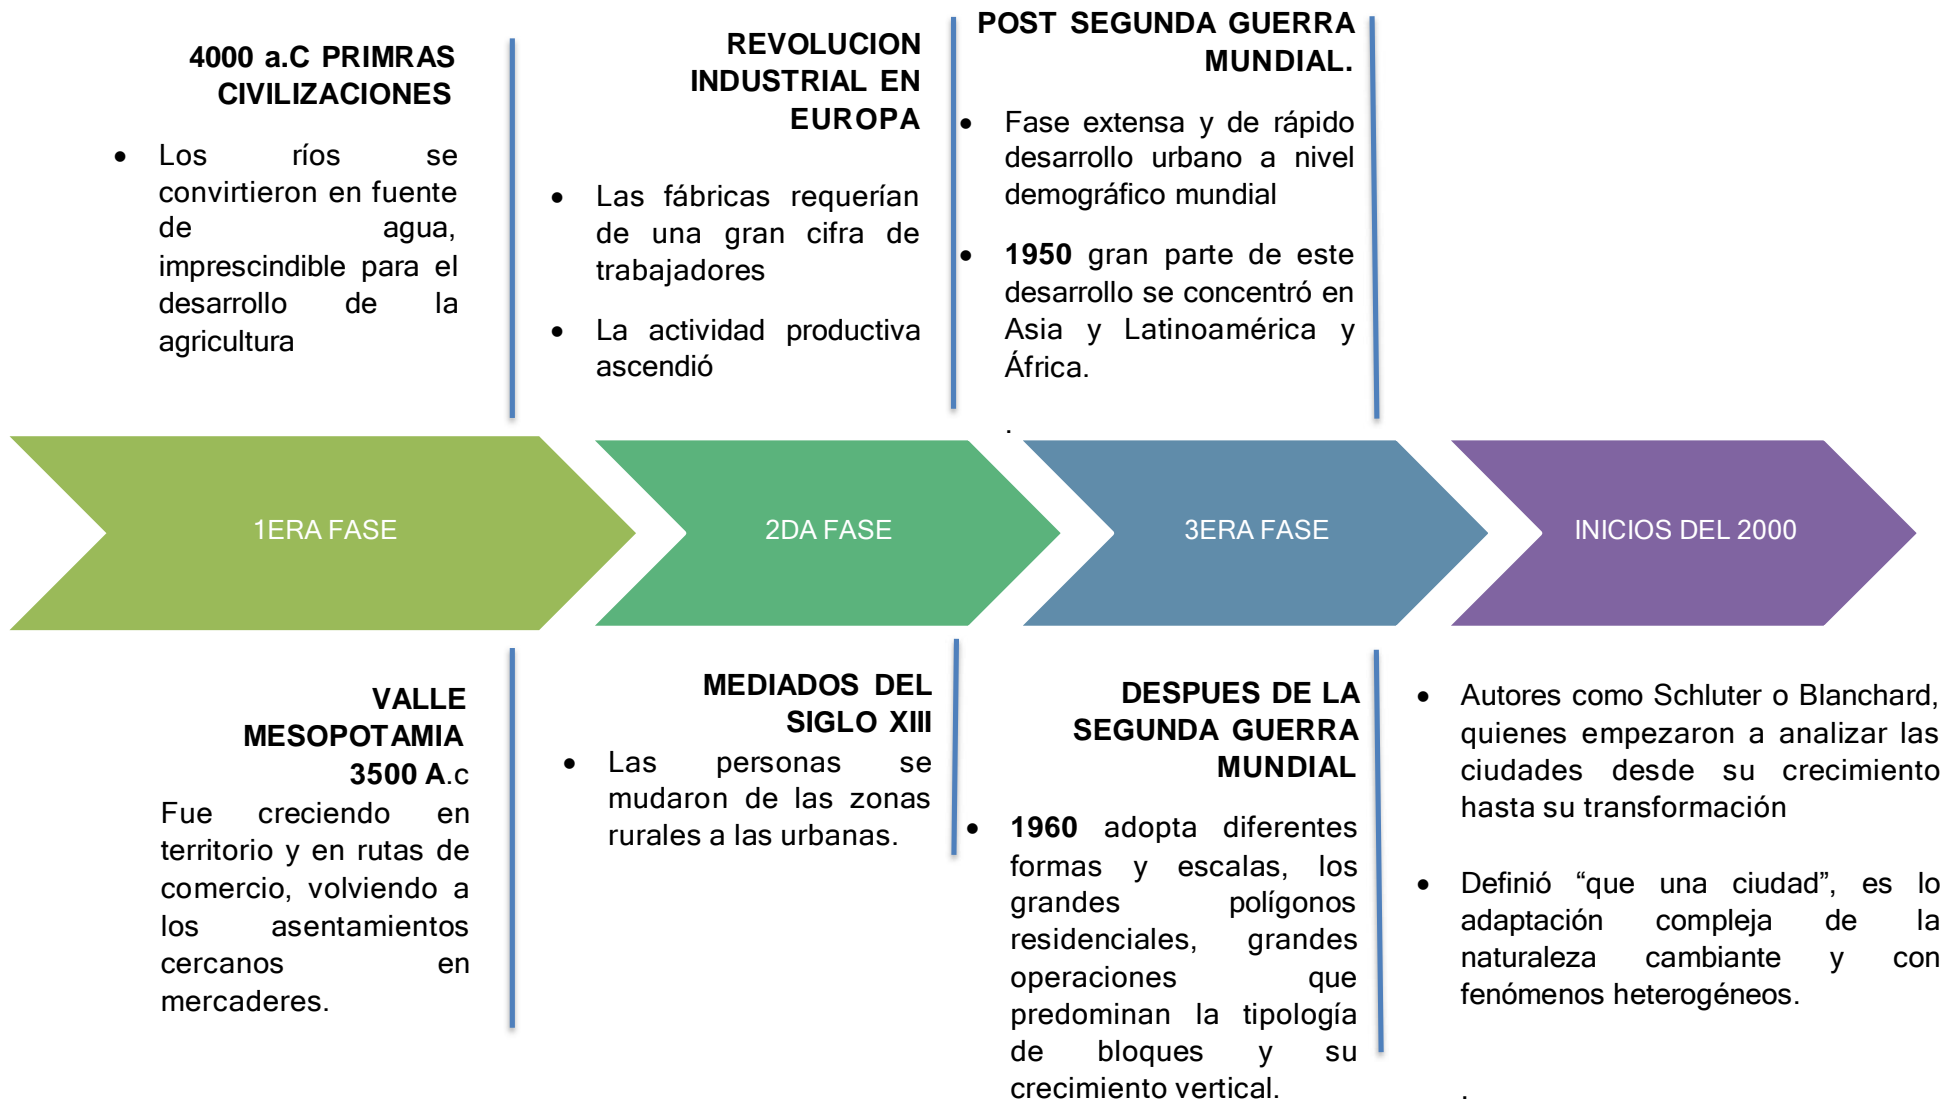 4000 a.C PRIMRAS
CIVILIZACIONES
• Los ríos se
convirtieron en fuente
de agua,
imprescindible para el
desarrollo de la
agricultura
REVOLUCION
INDUSTRIAL EN
EUROPA
• Las fábricas requerían
de una gran cifra de
trabajadores
• La actividad productiva
ascendió
POST SEGUNDA GUERRA
MUNDIAL.
• Fase extensa y de rápido
desarrollo urbano a nivel
demográfico mundial
• 1950 gran parte de este
desarrollo se concentró en
Asia y Latinoamérica y
África.
.
1ERA FASE
2DA FASE
3ERA FASE
INICIOS DEL 2000
VALLE
MESOPOTAMIA
3500 A.c
Fue creciendo en
territorio y en rutas de
comercio, volviendo a
los asentamientos
cercanos en
mercaderes.
MEDIADOS DEL
SIGLO XIII
• Las personas se
mudaron de las zonas
rurales a las urbanas.
DESPUES DE LA
SEGUNDA GUERRA
MUNDIAL
• 1960 adopta diferentes
formas y escalas, los
grandes polígonos
residenciales, grandes
operaciones que
predominan la tipología
de bloques y su
crecimiento vertical.
• Autores como Schluter o Blanchard,
quienes empezaron a analizar las
ciudades desde su crecimiento
hasta su transformación
• Definió “que una ciudad”, es lo
adaptación compleja de la
naturaleza cambiante y con
fenómenos heterogéneos.
.